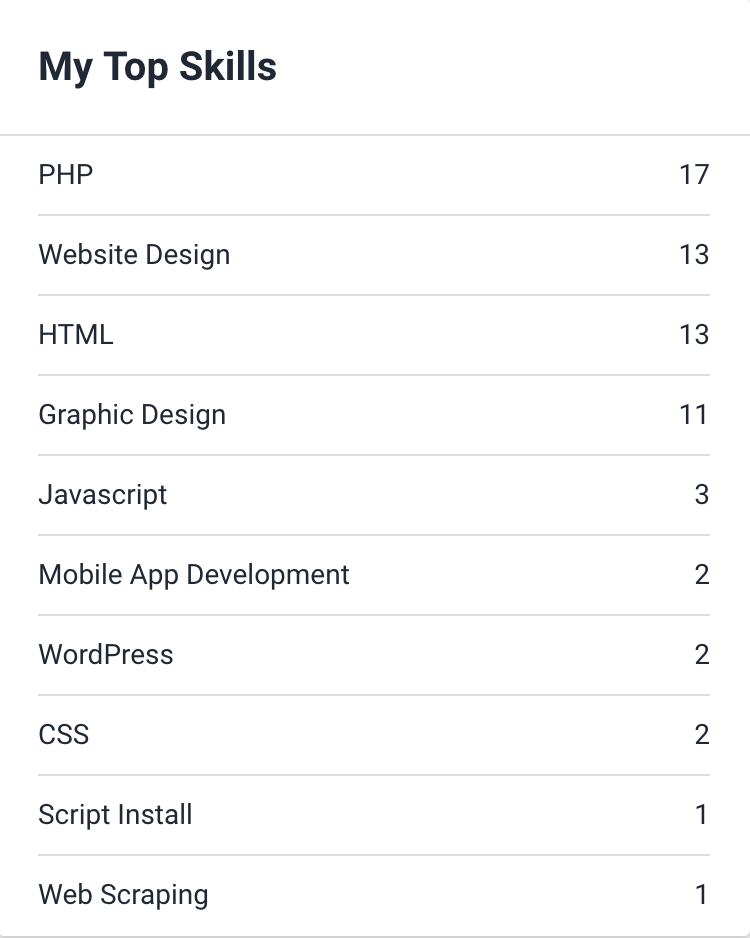 My Top Skills
PHP 17
Website Design 13
HTML 13
Graphic Design 11
Javascript 3
Mobile App Development 2
WordPress 2
CSS 2
Script Install 1
Web Scraping 1